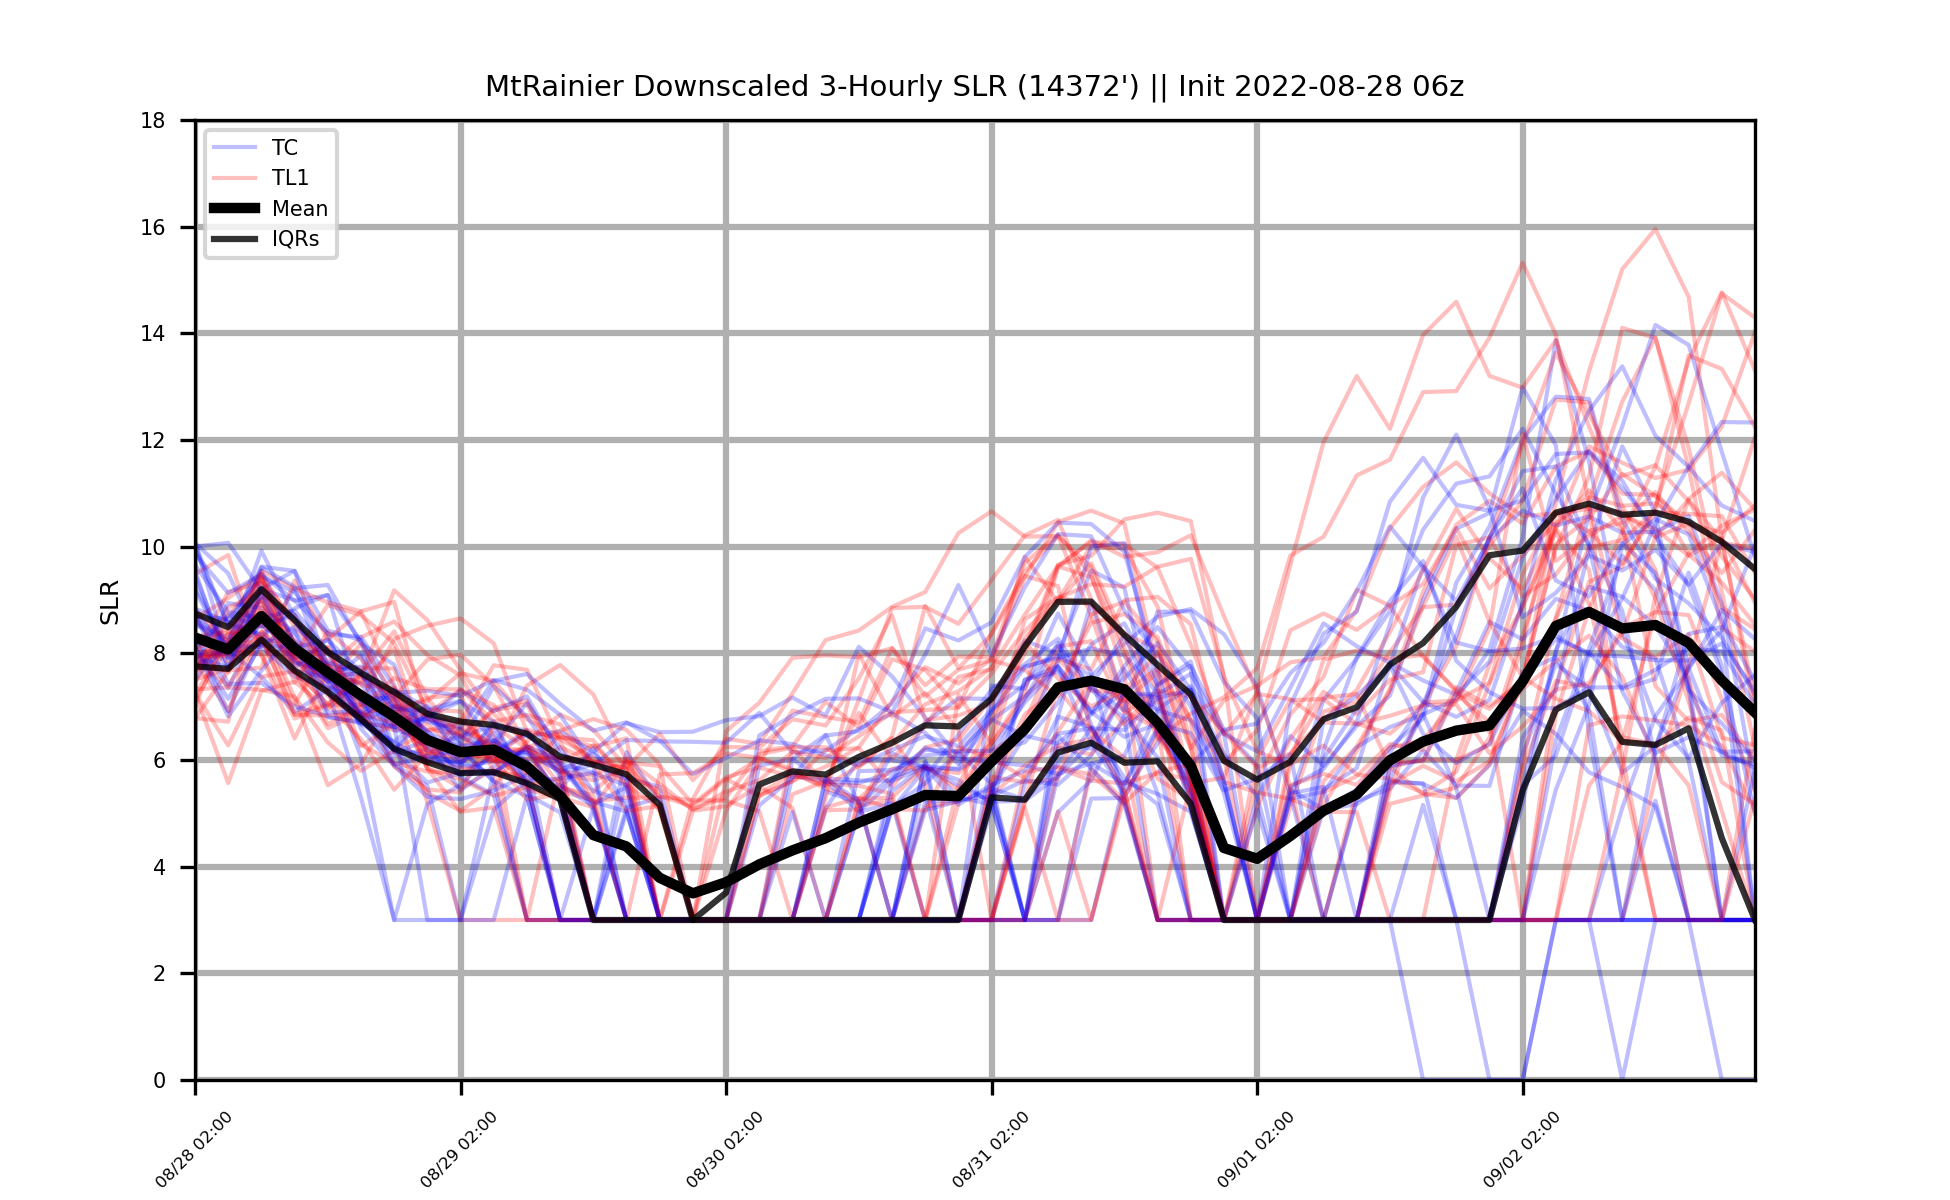 MtRainier Downscaled 3-Hourly SLR (14372') || Init 2022-08-28 06z
18
16
14
12
10
8
6
4
2
0
SLR
TC
TL1
Mean
IQRs
08/28 02:00
08/29 02:00
08/30 02:00
08/31 02:00
09/01 02:00
09/02 02:00